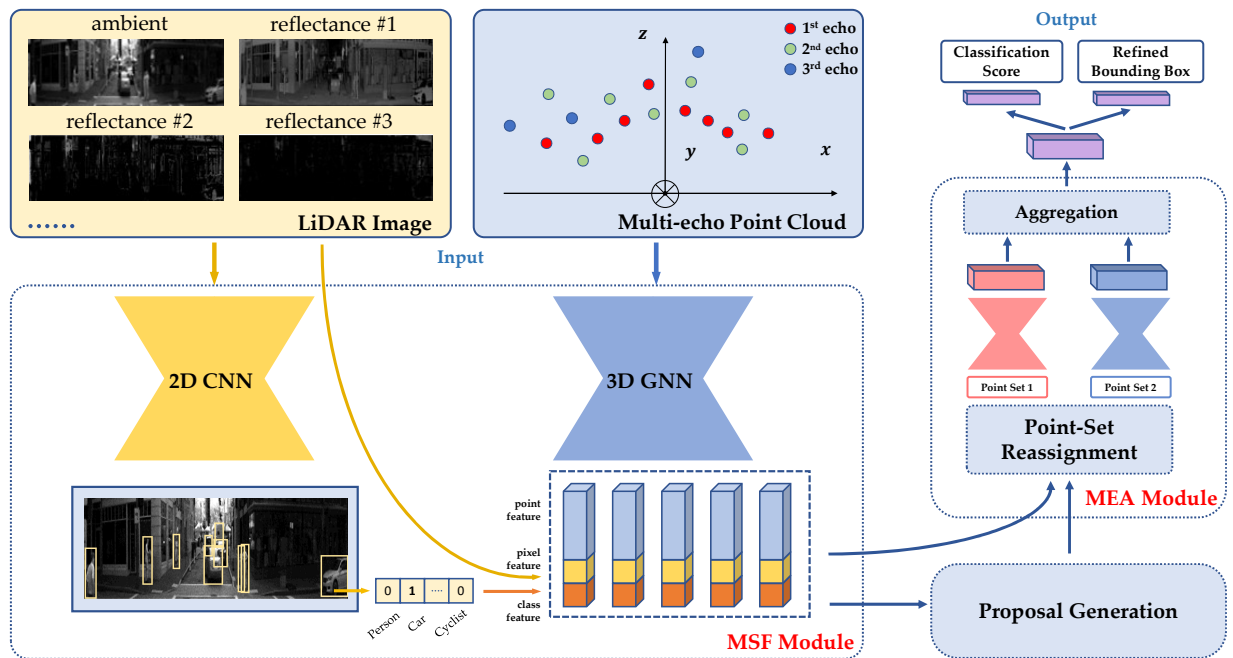 ambient
reflectance #1
reflectance #2
reflectance #3
......
LiDAR Image
z
y
x
1st echo
2nd echo
3rd echo
Multi-echo Point Cloud
Input
2D CNN
3D GNN
point
feature
pixel
feature
class
feature
0 1 .... 0
Person
Car
Cyclist
MSF Module
Output
Classification
Score
Refined
Bounding Box
Aggregation
Point Set 1
Point Set 2
Point-Set
Reassignment
MEA Module
Proposal Generation